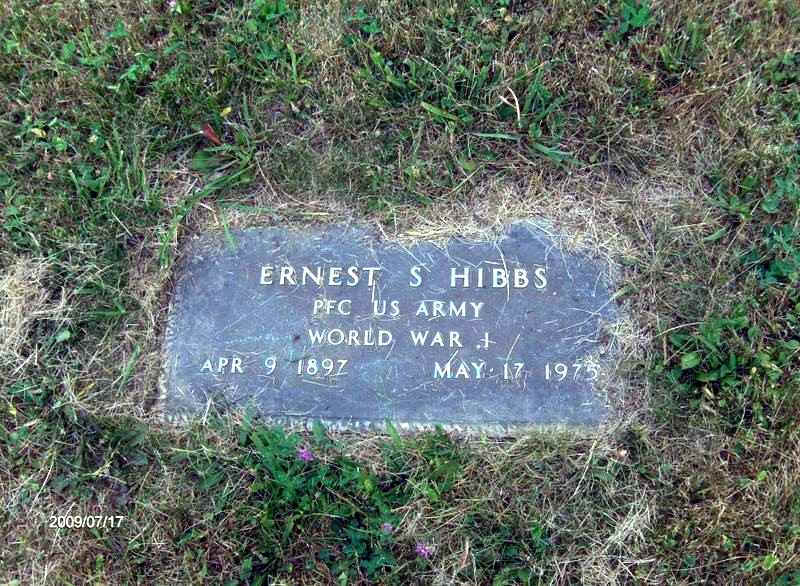 ERNEST S HIBBS
PFC US ARMY
WORLD WAR I
APR 9 1897 MAY 17 1975
2009/07/17